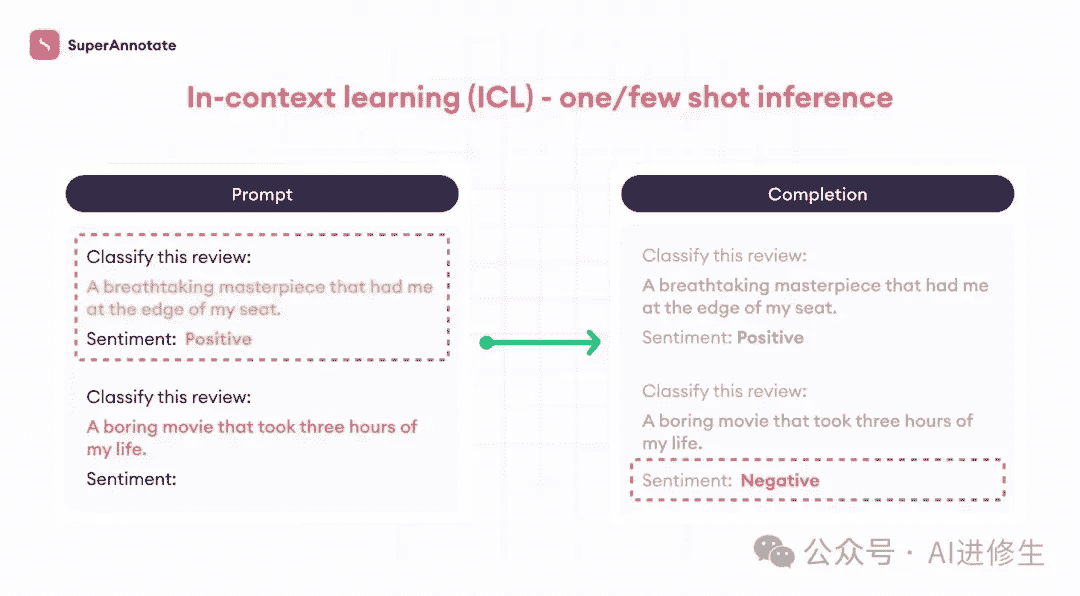 SuperAnnotate
In-context learning (ICL) - one/few shot inference
Prompt
Classify this review:
A breathtaking masterpiece that had me
at the edge of my seat.
Sentiment: Positive
Classify this review:
A boring movie that took three hours of
my life.
Sentiment:
Completion
Classify this review:
A breathtaking masterpiece that had me
at the edge of my seat.
Sentiment: Positive
Classify this review:
A boring movie that took three hours of
my life.
Sentiment: Negative
公众号 · AI进修生